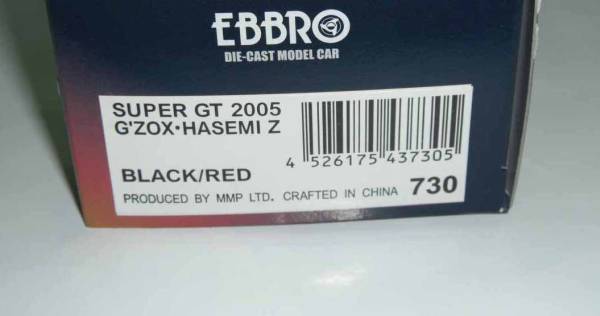 EBBRO
DIE-CAST MODEL CAR
SUPER GT 2005
G'ZOX•HASEMI Z
4 526175 437305
BLACK/RED
PRODUCED BY MMP LTD. CRAFTED IN CHINA 730